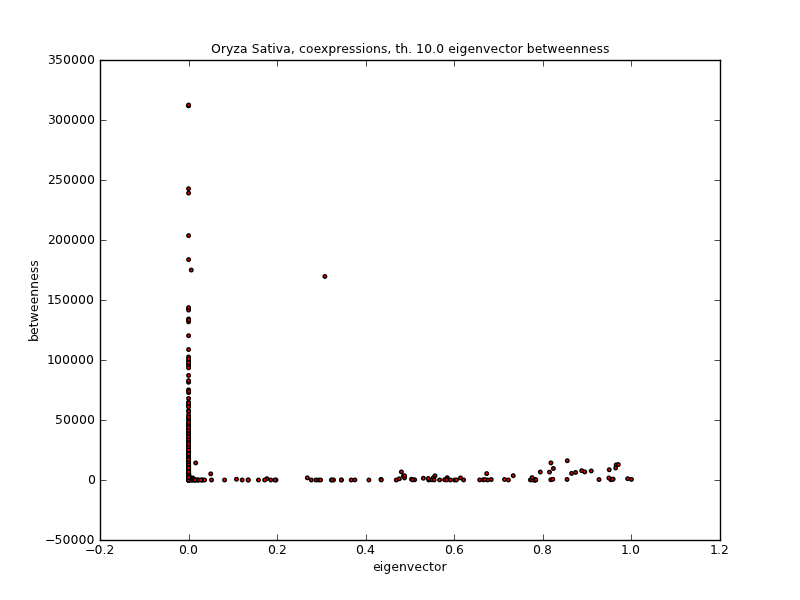 Oryza Sativa, coexpressions, th. 10.0 eigenvector betweenness
350000
300000
250000
200000
150000
100000
50000
0
−50000
betweenness
−0.2 0.0 0.2 0.4 0.6 0.8 1.0 1.2
eigenvector